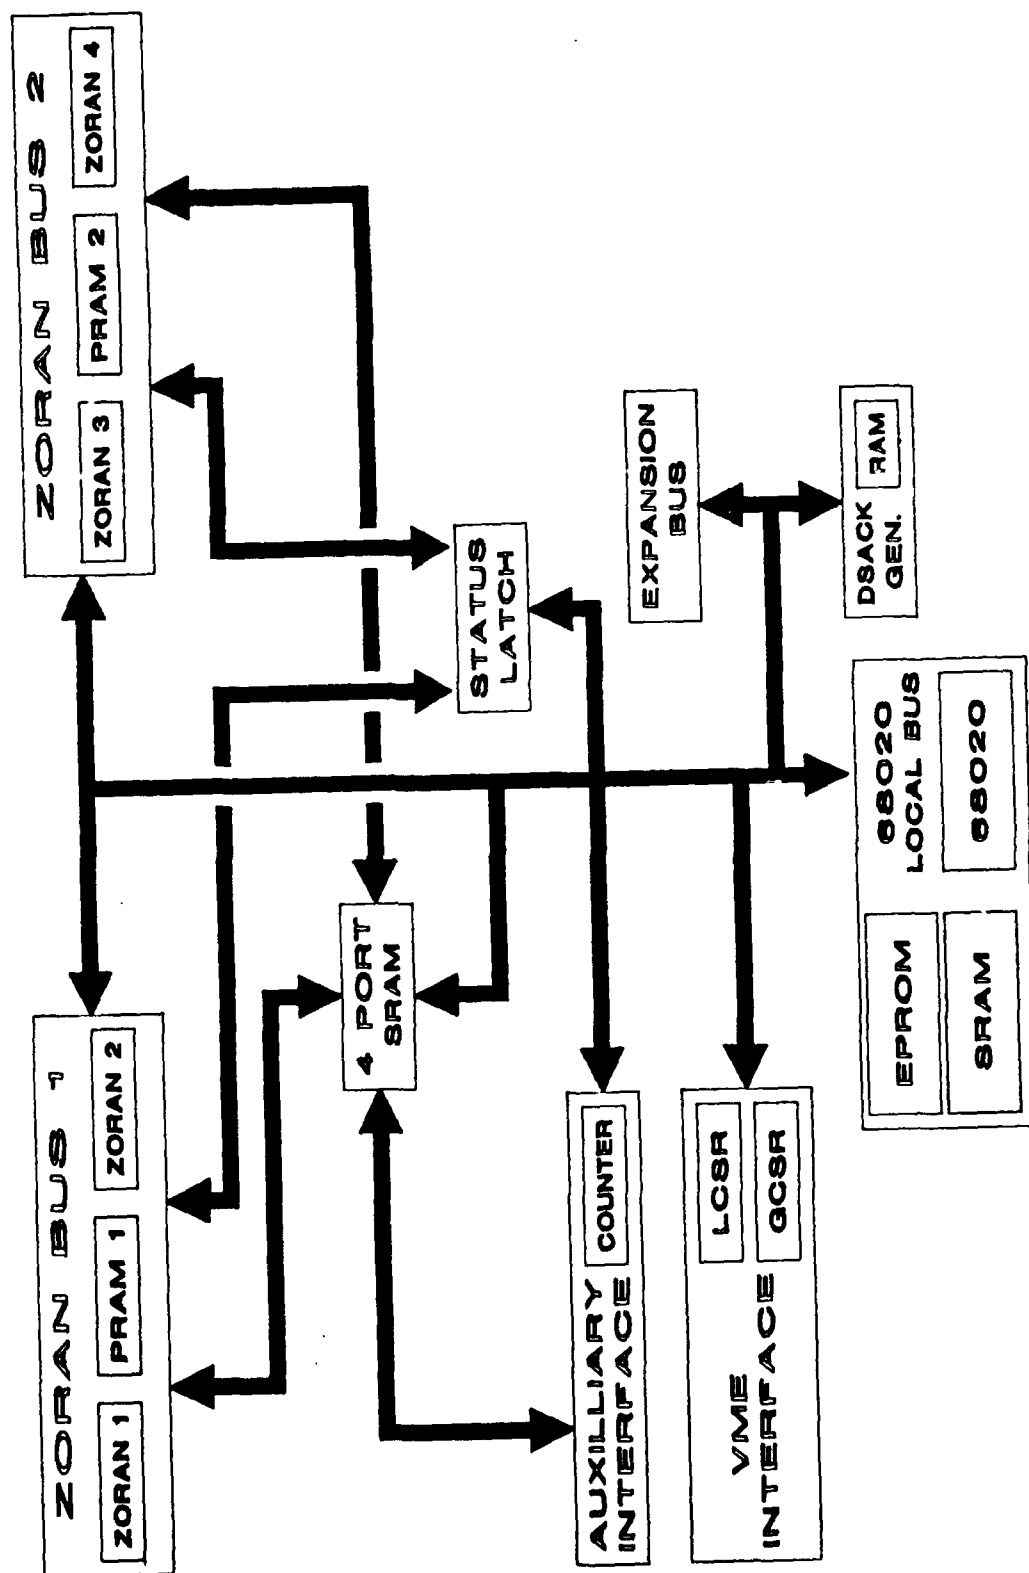 ZORAN BUS 1
ZORAN 1
PRAM 1
ZORAN 2
ZORAN BUS 2
ZORAN 3
PRAM 2
ZORAN 4
4 PORT
SRAM
STATUS
LATCH
AUXILLIARY
INTERFACE
COUNTER
VME
INTERFACE
LCSR
GCSR
EXPANSION
BUS
EPROM
SRAM
68020
LOCAL BUS
68020
DSACK
GEN.
RAM